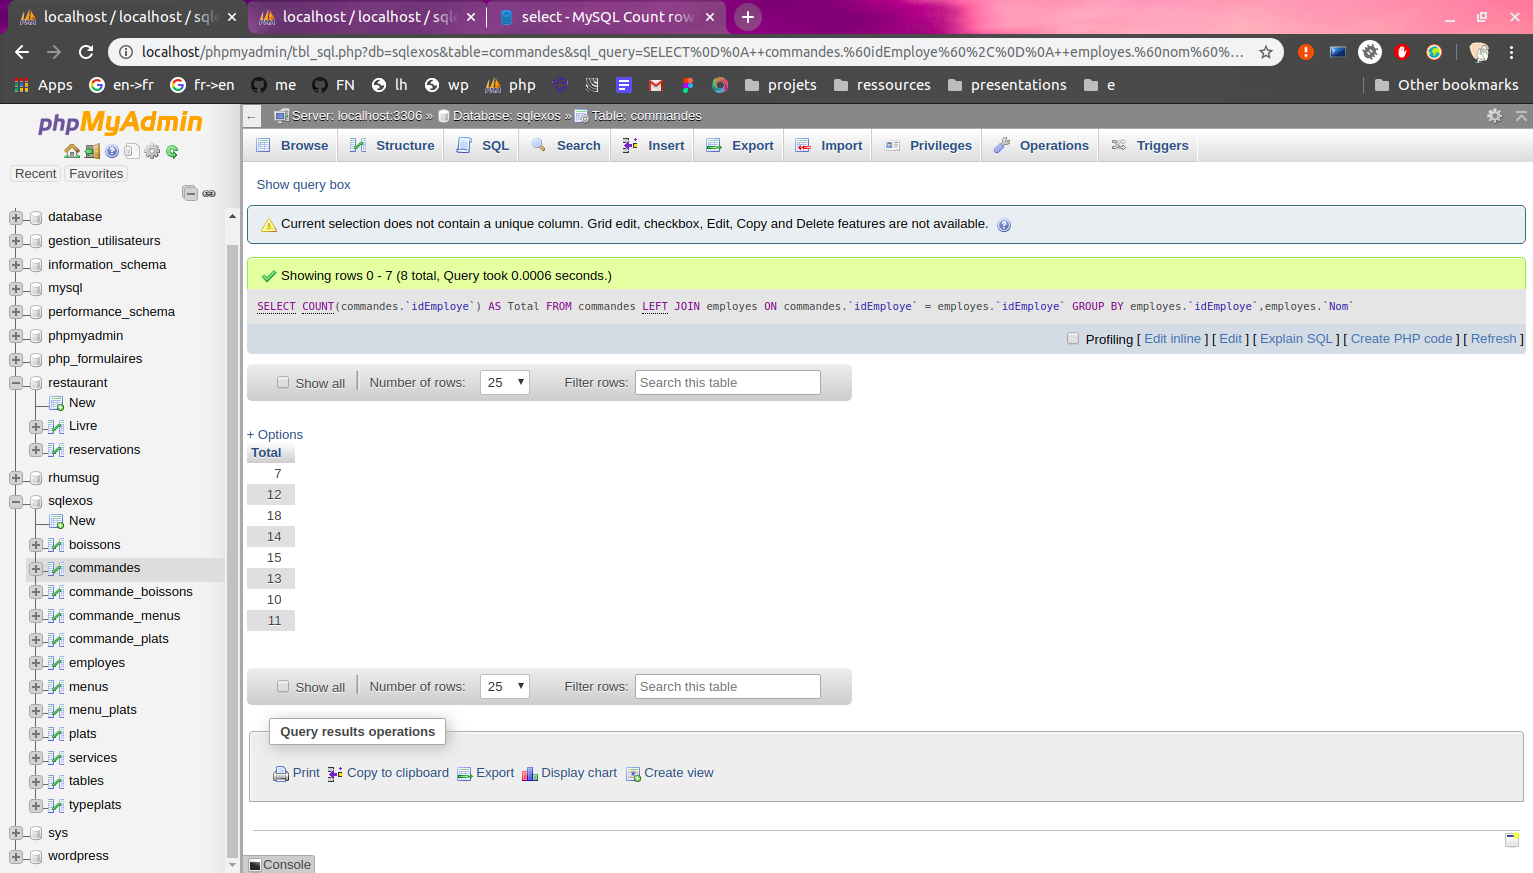 localhost / localhost / sqle
localhost / localhost / sqle
select - MySQL Count row
localhost/phpmyadmin/tbl_sql.php?db=sqlexos&table=commandes&sql_query=SELECT%0D%0A++commandes.%60idEmploye%60%2C%0D%0A++employes.%60nom%60%...
Apps
en->fr
fr->en
me
FN
lh
wp
php
projets
ressources
presentations
e
Other bookmarks
phpMyAdmin
Recent
Favorites
database
gestion_utilisateurs
information_schema
mysql
performance_schema
phpmyadmin
php_formulaires
restaurant
New
Livre
reservations
rhumsug
sqlexos
New
boissons
commandes
commande_boissons
commande_menus
commande_plats
employes
menus
menu_plats
plats
services
tables
typeplats
sys
wordpress
Server: localhost:3306 » Database: sqlexos » Table: commandes
Browse
Structure
SQL
Search
Insert
Export
Import
Privileges
Operations
Triggers
Show query box
Current selection does not contain a unique column. Grid edit, checkbox, Edit, Copy and Delete features are not available.
Showing rows 0 - 7 (8 total, Query took 0.0006 seconds.)
SELECT COUNT(commandes.`idEmploye`) AS Total FROM commandes LEFT JOIN employes ON commandes.`idEmploye` = employes.`idEmploye` GROUP BY employes.`idEmploye`,employes.`Nom`
Profiling [ Edit inline ] [ Edit ] [ Explain SQL ] [ Create PHP code ] [ Refresh ]
Show all
Number of rows:
25
Filter rows:
Search this table
+ Options
Total
7
12
18
14
15
13
10
11
Show all
Number of rows:
25
Filter rows:
Search this table
Query results operations
Print
Copy to clipboard
Export
Display chart
Create view
Console